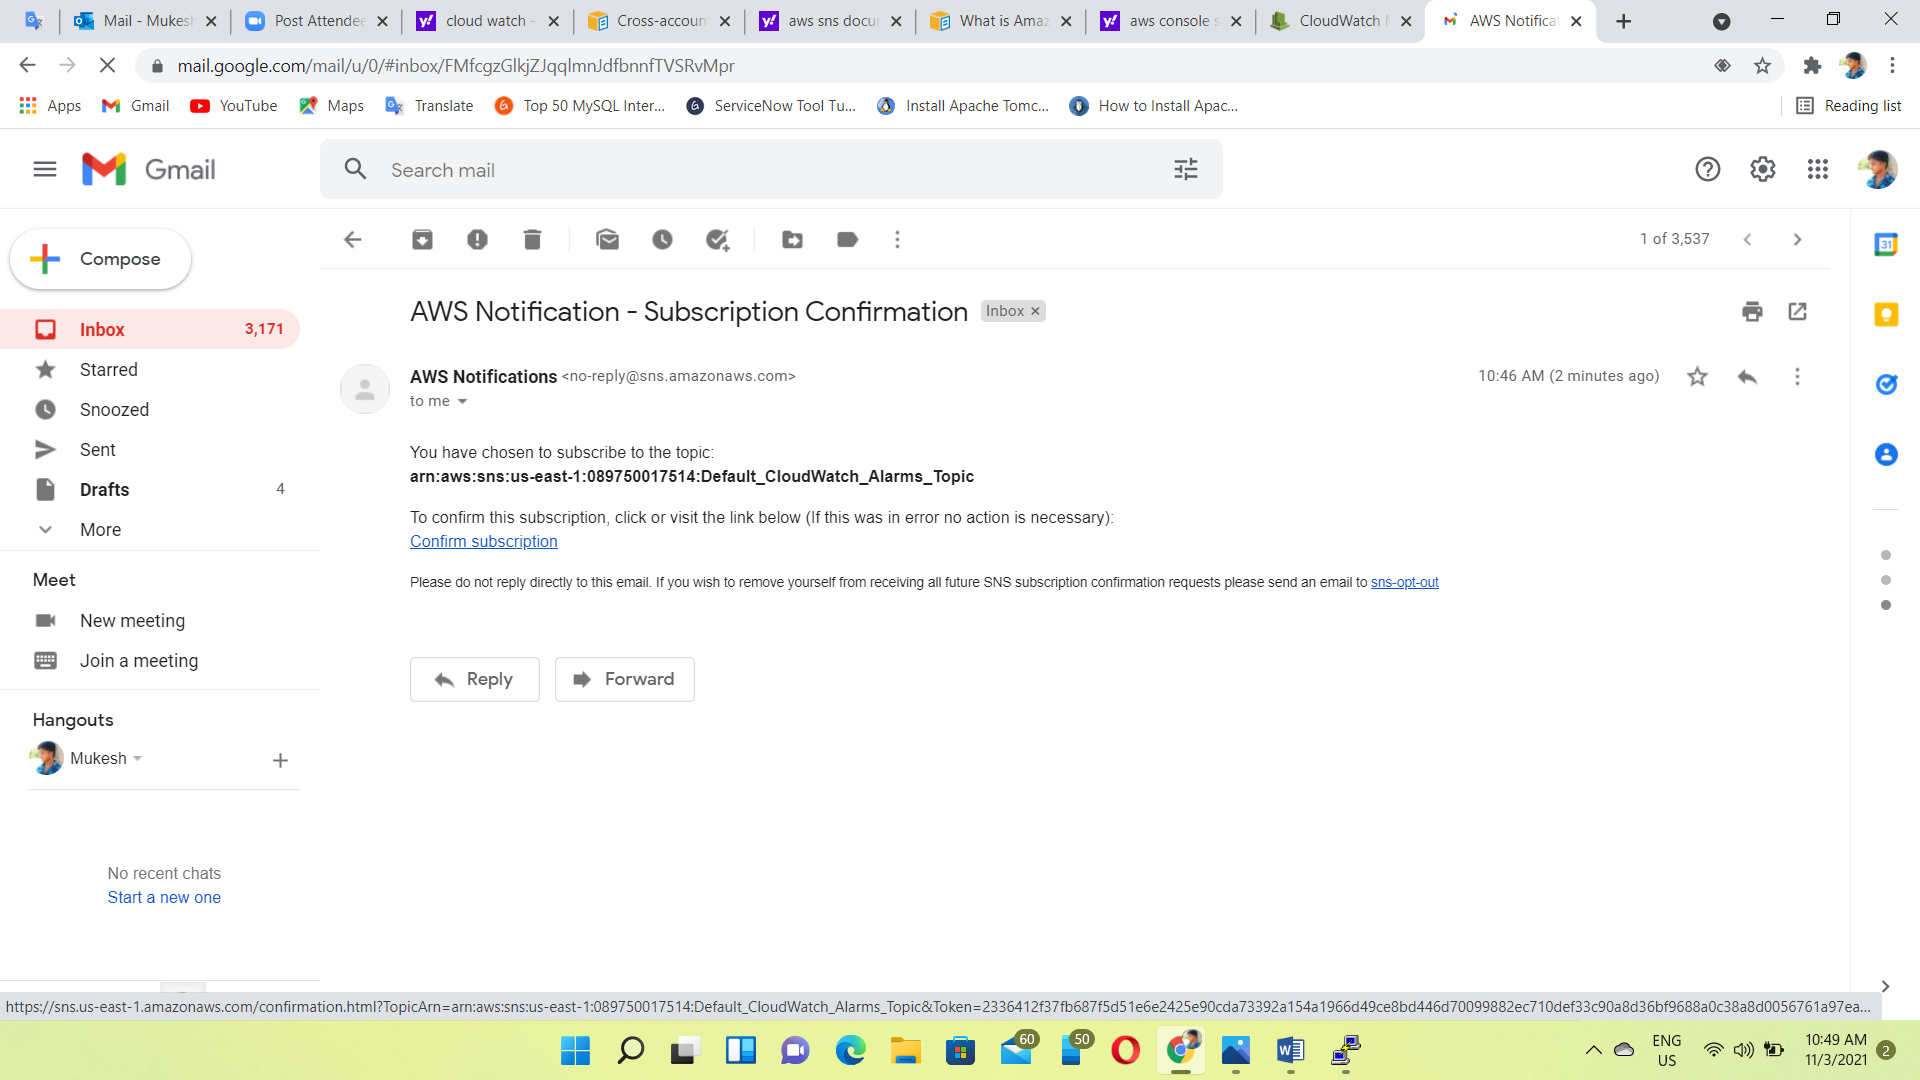 Mail - Mukesh
Post Attendee
cloud watch -
Cross-accoun
aws sns docu
What is Amaz
aws console s
CloudWatch M
AWS Notificat
mail.google.com/mail/u/0/#inbox/FMfcgzGlkjZJqqlmnJdfbnnfTVSRvMpr
Apps
Gmail
YouTube
Maps
Translate
Top 50 MySQL Inter...
ServiceNow Tool Tu...
Install Apache Tomc...
How to Install Apac...
Reading list
Gmail
Search mail
Compose
1 of 3,537
31
Inbox 3,171
Starred
Snoozed
Sent
Drafts 4
More
Meet
New meeting
Join a meeting
Hangouts
Mukesh
No recent chats
Start a new one
AWS Notification - Subscription Confirmation Inbox ×
AWS Notifications <no-reply@sns.amazonaws.com>
10:46 AM (2 minutes ago)
to me
You have chosen to subscribe to the topic:
arn:aws:sns:us-east-1:089750017514:Default_CloudWatch_Alarms_Topic
To confirm this subscription, click or visit the link below (If this was in error no action is necessary):
Confirm subscription
Please do not reply directly to this email. If you wish to remove yourself from receiving all future SNS subscription confirmation requests please send an email to sns-opt-out
Reply
Forward
https://sns.us-east-1.amazonaws.com/confirmation.html?TopicArn=arn:aws:sns:us-east-1:089750017514:Default_CloudWatch_Alarms_Topic&Token=2336412f37fb687f5d51e6e2425e90cda73392a154a1966d49ce8bd446d70099882ec710def33c90a8d36bf9688a0c38a8d0056761a97ea...
60
50
ENG
US
10:49 AM
11/3/2021
2